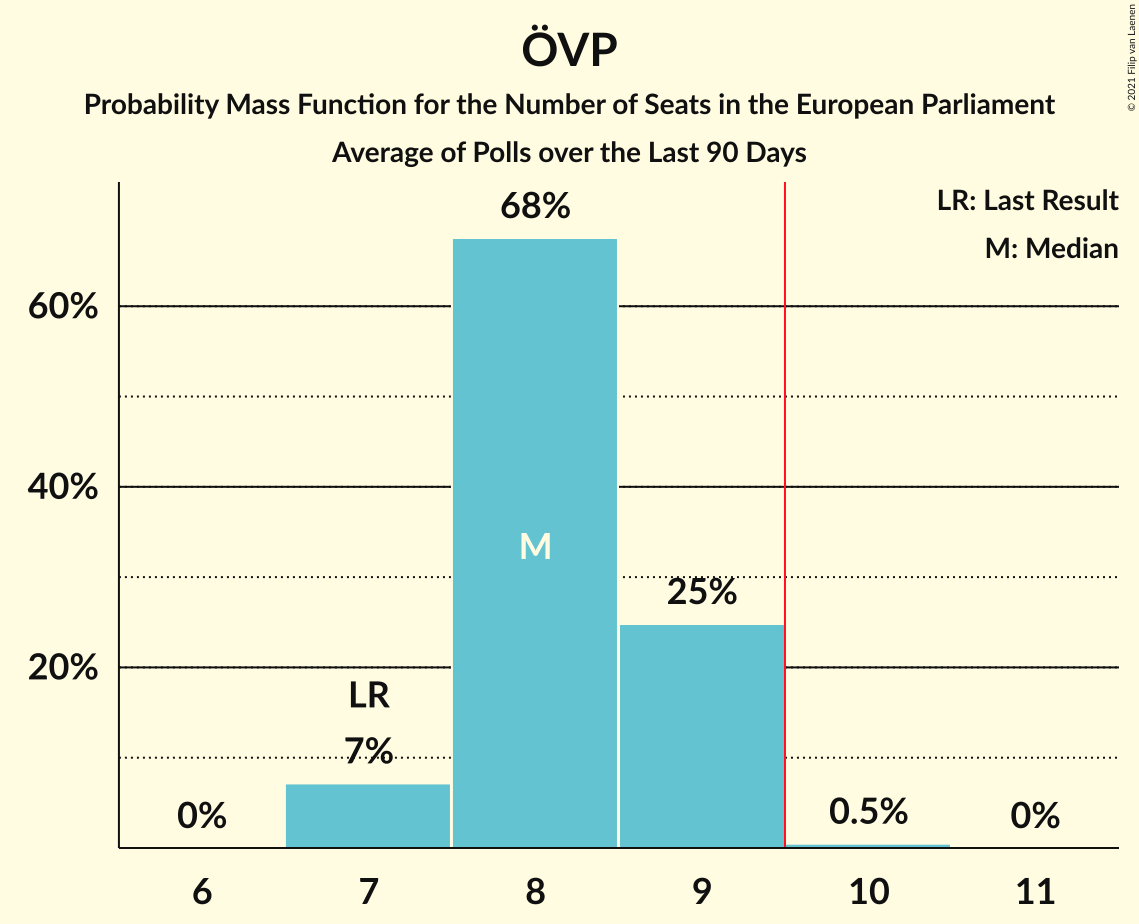 ÖVP
Probability Mass Function for the Number of Seats in the European Parliament
Average of Polls over the Last 90 Days
© 2021 Filip van Laenen
LR: Last Result
M: Median
68%
60%
40%
20%
M
25%
LR
7%
0%
0.5%
0%
6
7
8
9
10
11